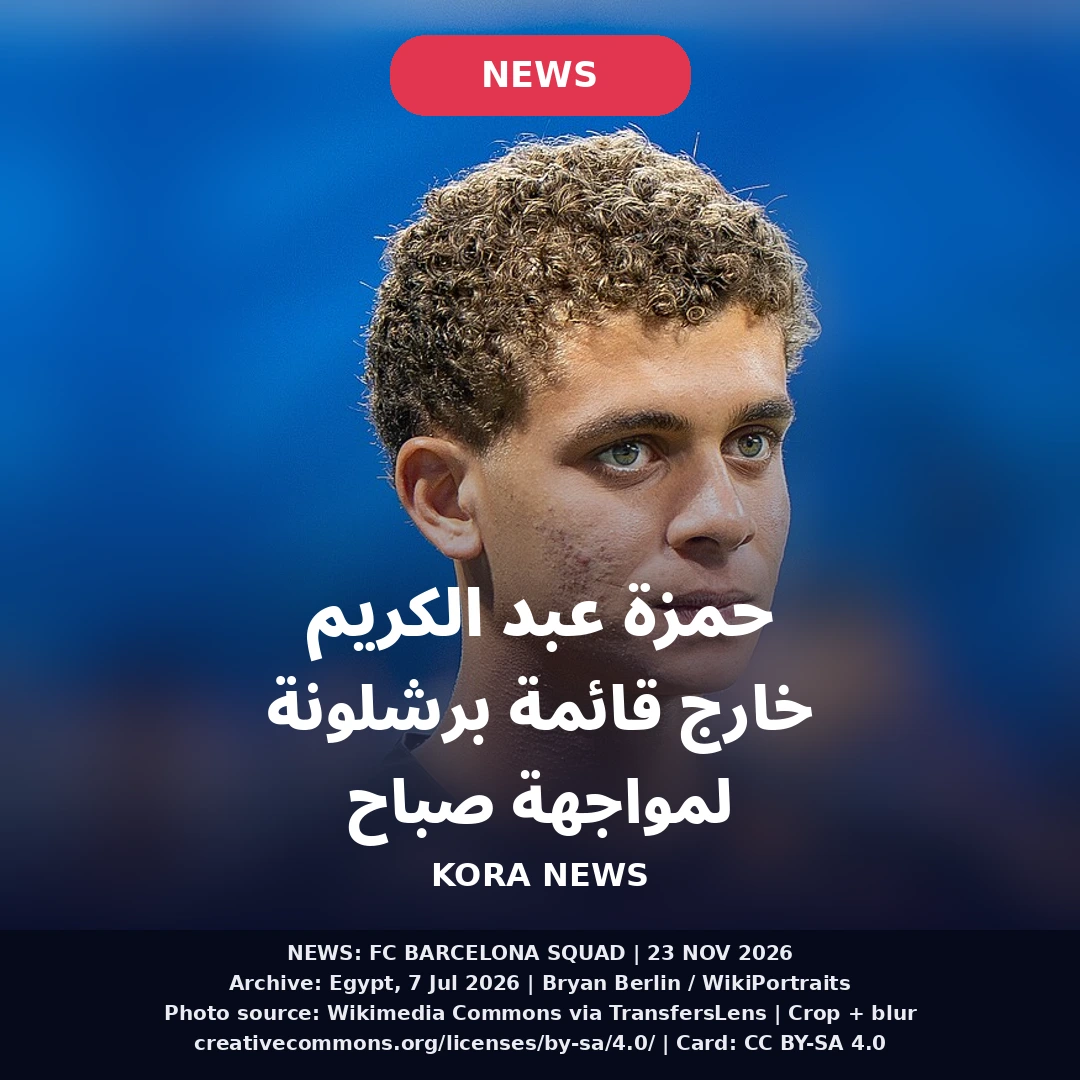 NEWS
حمزة عبد الكريم
خارج قائمة برشلونة
لمواجهة صباح
KORA NEWS
NEWS: FC BARCELONA SQUAD | 23 NOV 2026
Archive: Egypt, 7 Jul 2026 | Bryan Berlin / WikiPortraits
Photo source: Wikimedia Commons via TransfersLens | Crop + blur
creativecommons.org/licenses/by-sa/4.0/ | Card: CC BY-SA 4.0